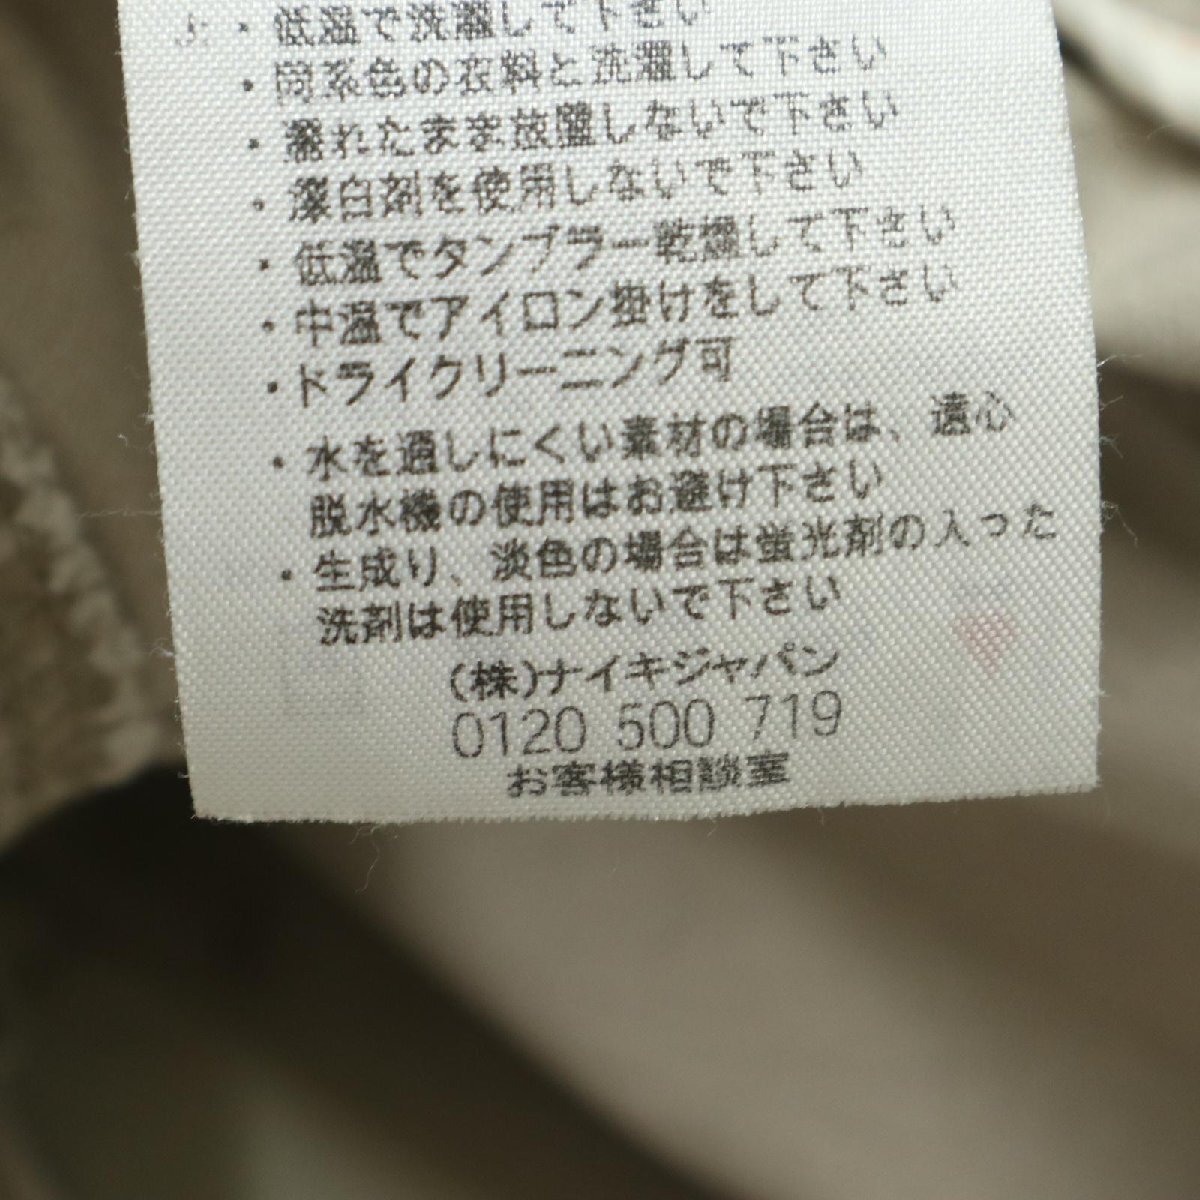 ・低温で洗濯して下さい
・同系色の衣料と洗濯して下さい
・濡れたまま放置しないで下さい
・漂白剤を使用しないで下さい
・低温でタンブラー乾燥して下さい
・中温でアイロン掛けをして下さい
・ドライクリーニング可
・水を通しにくい素材の場合は、遠心
脱水機の使用はお避け下さい
・生成り、淡色の場合は蛍光剤の入った
洗剤は使用しないで下さい
(株)ナイキジャパン
0120 500 719
お客様相談室